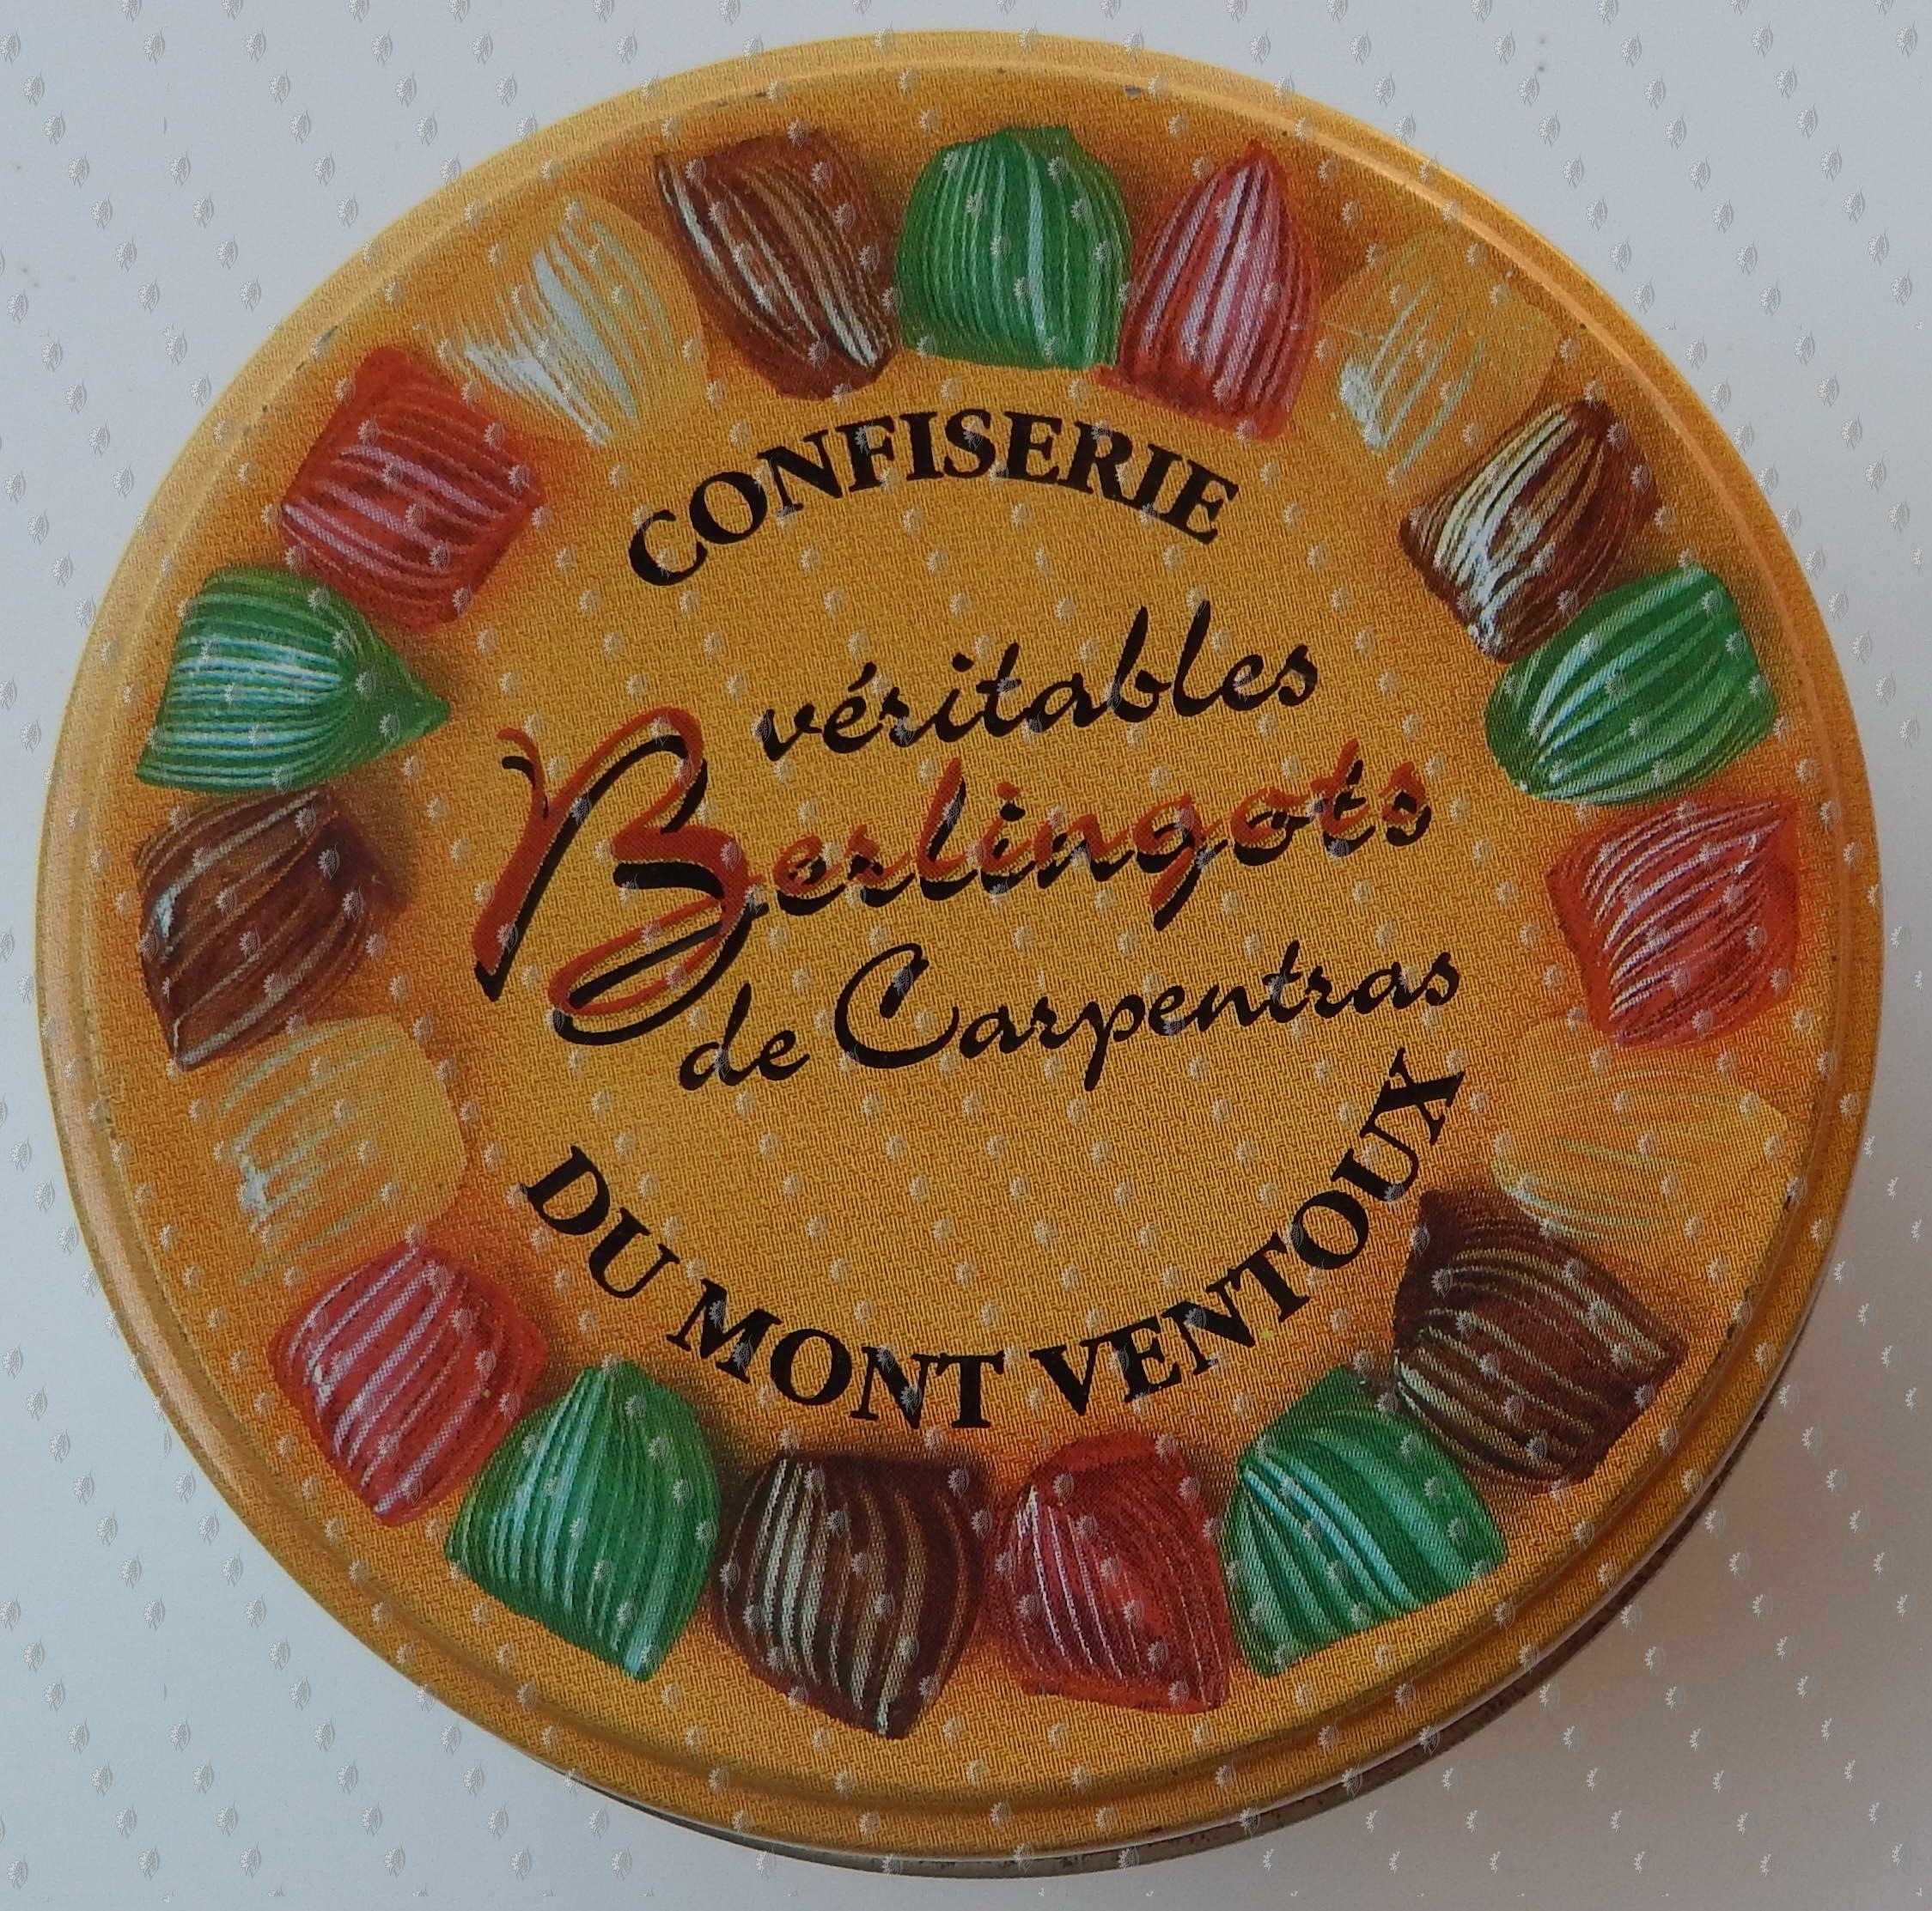 CONFISERIE
véritables
Berlingots
de Carpentras
DU MONT VENTOUX